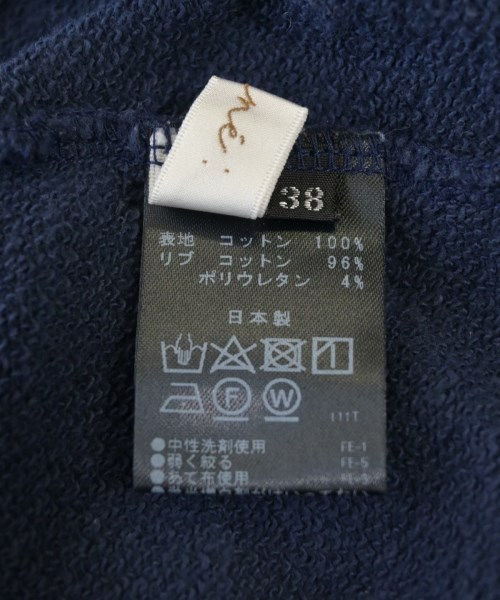 né.
38
表地 コットン 100%
リブ コットン 96%
ポリウレタン 4%
日本製
F W
111T
●中性洗剤使用 FE-1
●弱く絞る FE-5
●あて布使用